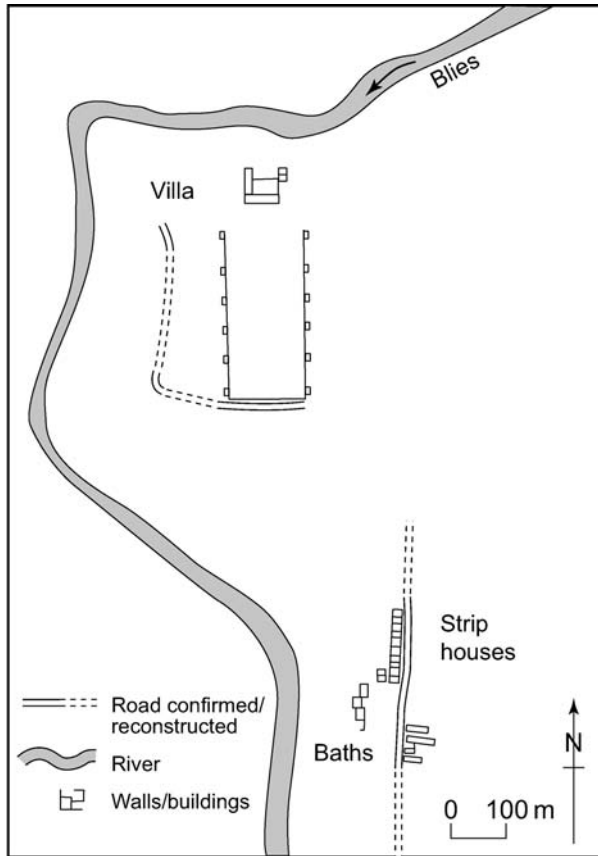 Blies
Villa
Strip
houses
Road confirmed/
reconstructed
River
Walls/buildings
Baths
N
0 100 m